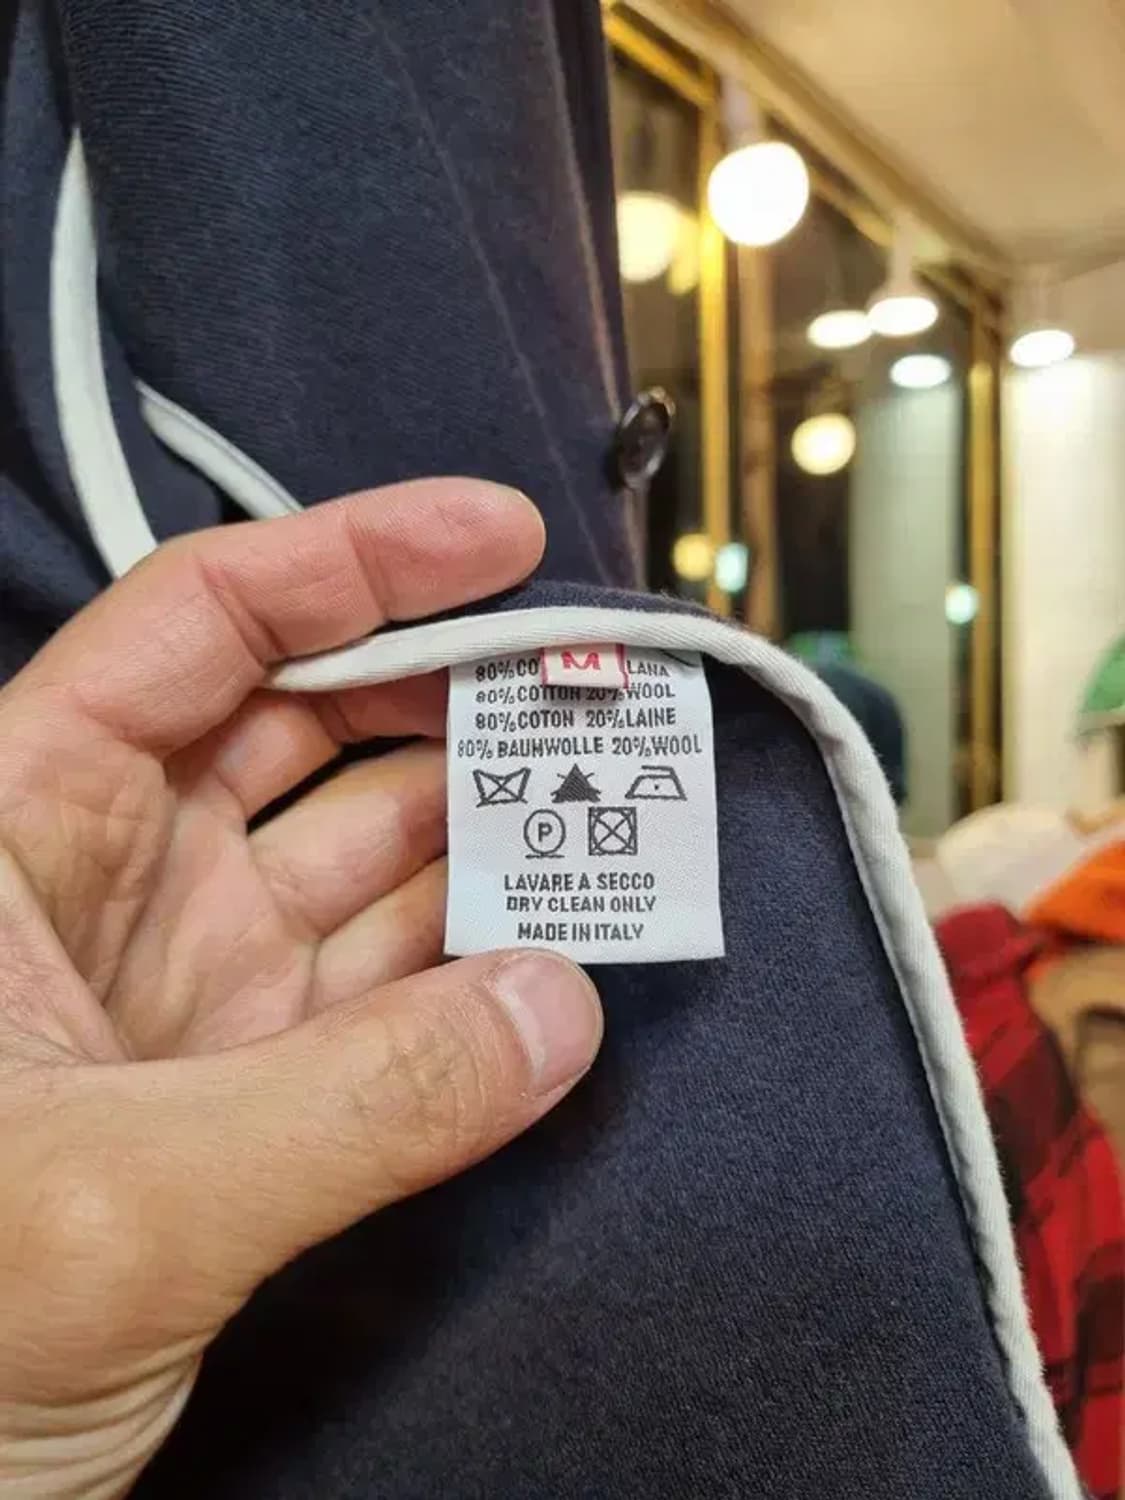 M
80%CO LANA
80%COTTON 20%WOOL
80%COTON 20%LAINE
80% BAUMWOLLE 20%WOOL
P
LAVARE A SECCO
DRY CLEAN ONLY
MADE IN ITALY